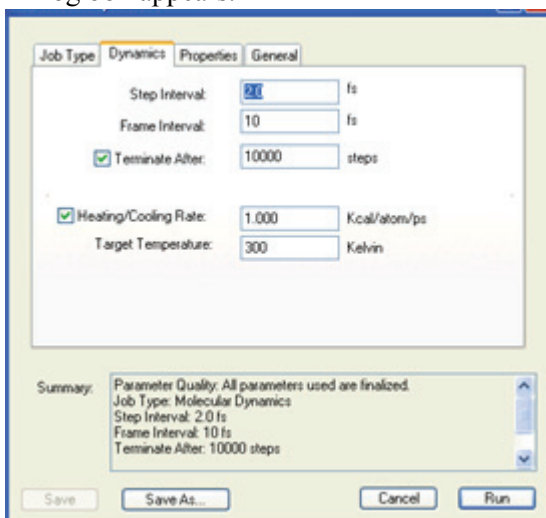 Job Type Dynamics Properties General
Step Interval: 2.0 fs
Frame Interval: 10 fs
Terminate After: 10000 steps
Heating/Cooling Rate: 1.000 Kcal/atom/ps
Target Temperature: 300 Kelvin
Summary: Parameter Quality: All parameters used are finalized.
Job Type: Molecular Dynamics
Step Interval: 2.0 fs
Frame Interval: 10 fs
Terminate After: 10000 steps
Save Save As... Cancel Run